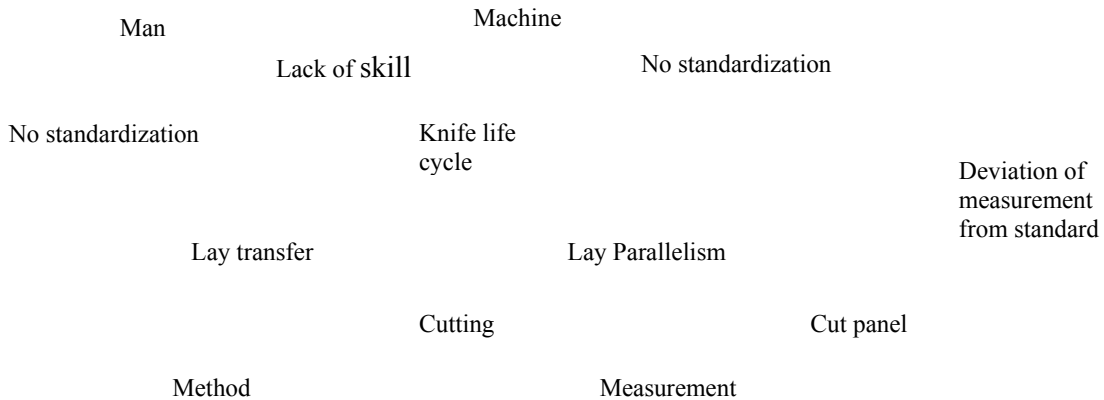 Man
Machine
Lack of skill
No standardization
No standardization
Knife life
cycle
Deviation of
measurement
from standard
Lay transfer
Lay Parallelism
Cutting
Cut panel
Method
Measurement